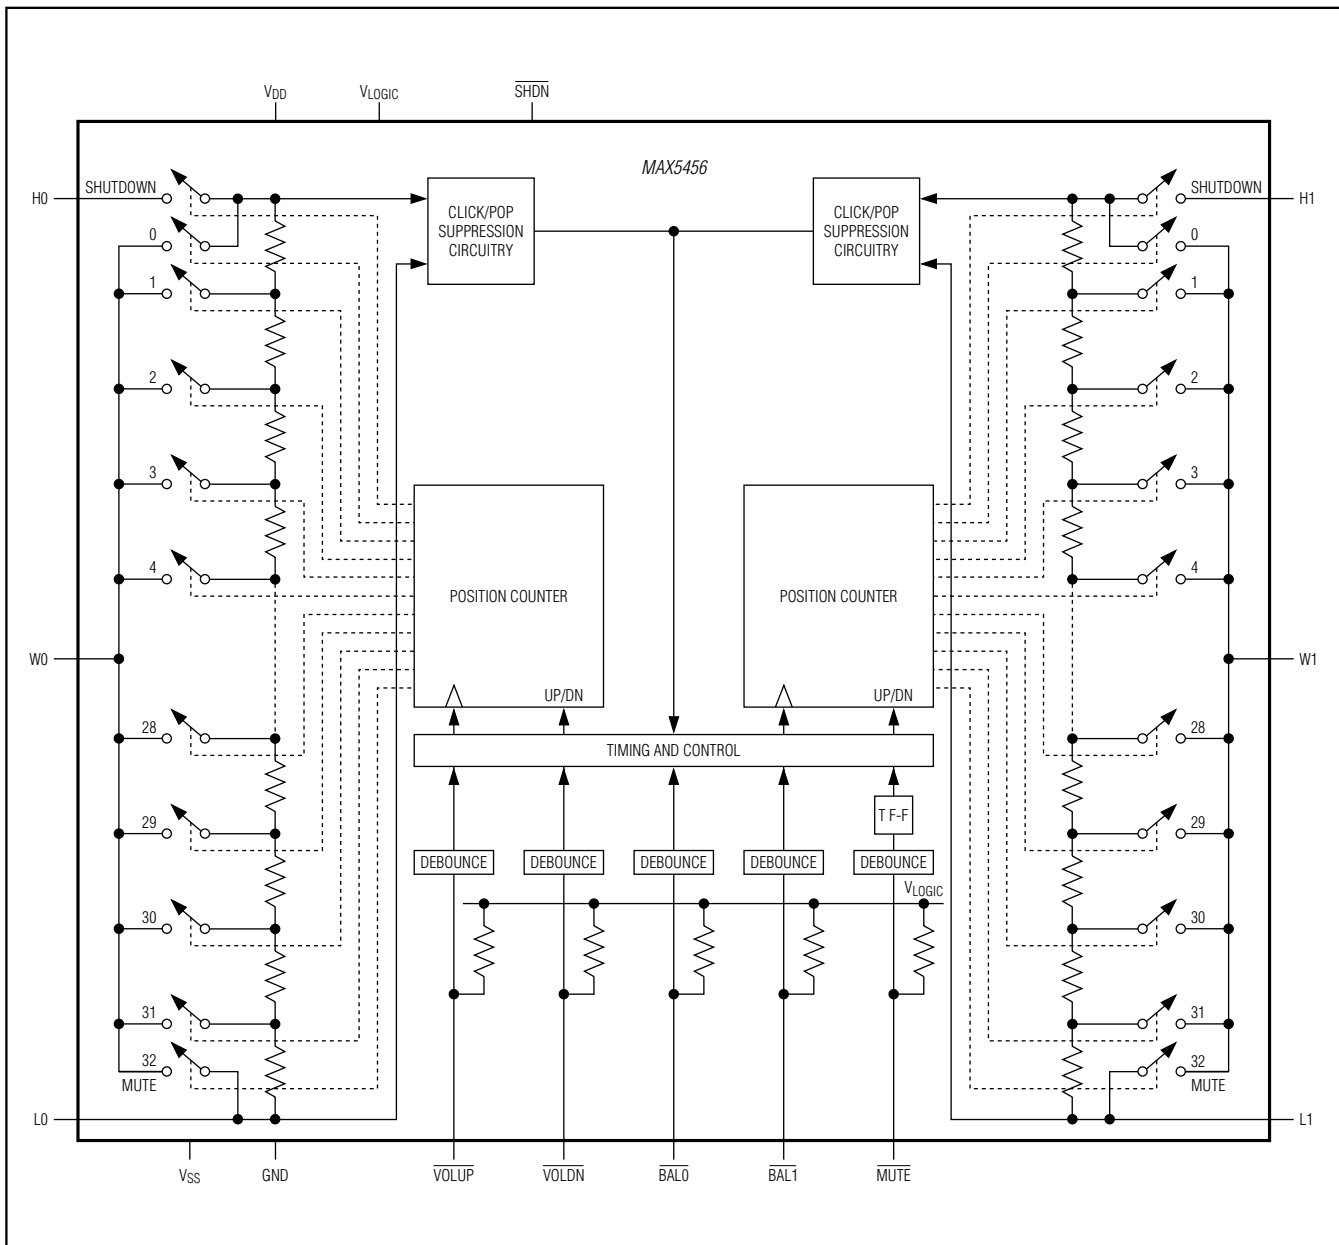 VDD
VLOGIC
SHDN
MAX5456
H0
SHUTDOWN
CLICK/POP
SUPPRESSION
CIRCUITRY
CLICK/POP
SUPPRESSION
CIRCUITRY
SHUTDOWN
H1
0
0
1
1
2
2
3
3
4
4
POSITION COUNTER
POSITION COUNTER
W0
W1
UP/DN
UP/DN
28
28
TIMING AND CONTROL
29
29
T F-F
DEBOUNCE
DEBOUNCE
DEBOUNCE
DEBOUNCE
DEBOUNCE
VLOGIC
30
30
31
31
32
MUTE
32
MUTE
L0
L1
VSS
GND
VOLUP
VOLDN
BAL0
BAL1
MUTE